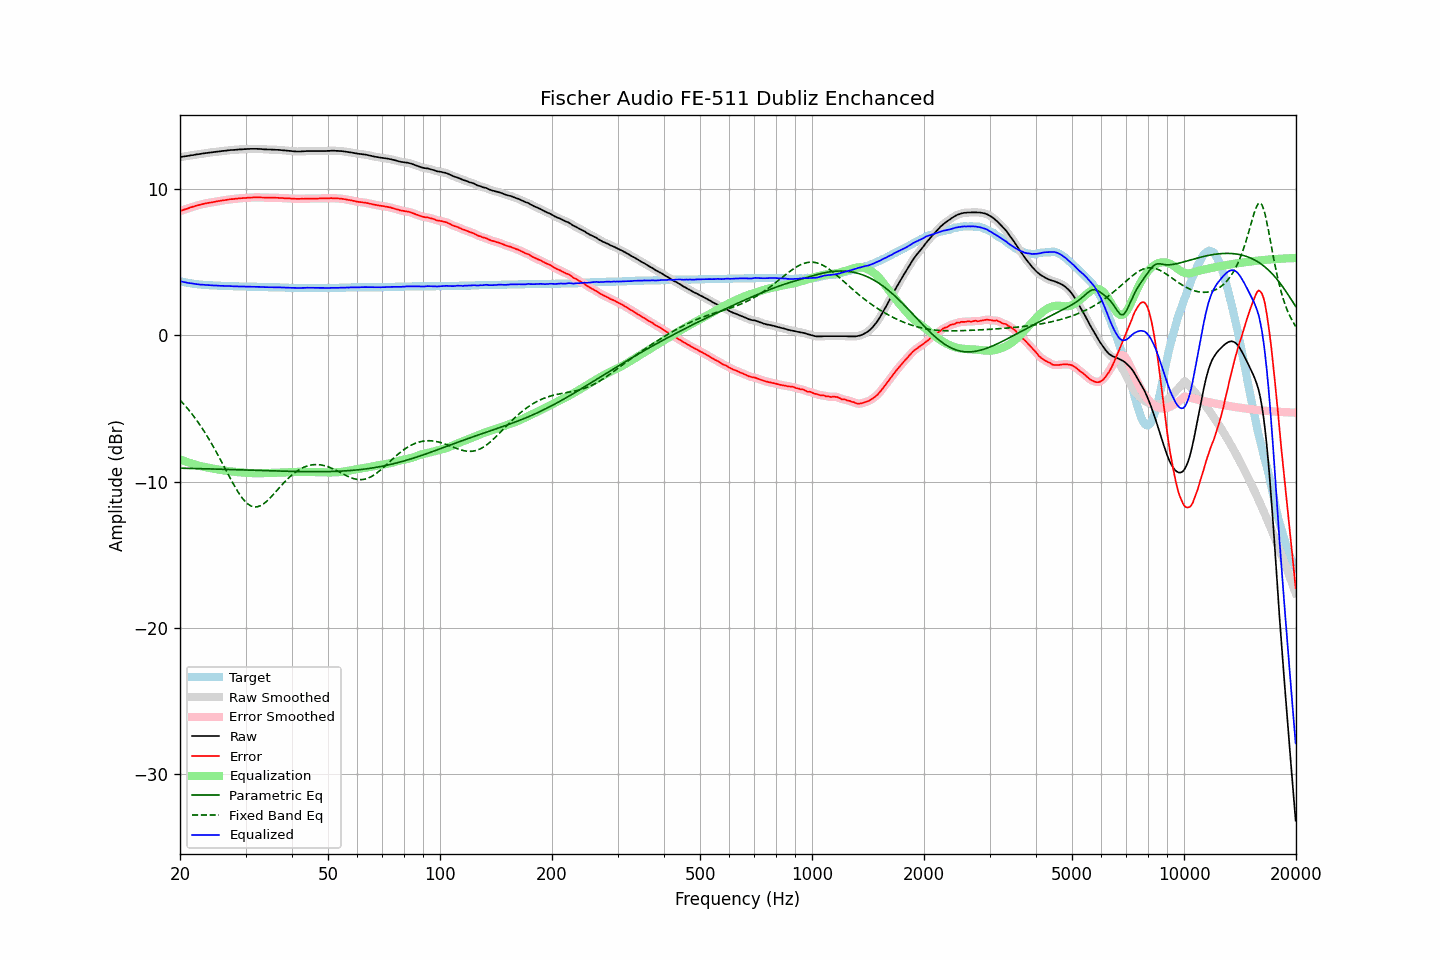 Fischer Audio FE-511 Dubliz Enchanced
Amplitude (dBr)
10
0
−10
−20
−30
Target
Raw Smoothed
Error Smoothed
Raw
Error
Equalization
Parametric Eq
Fixed Band Eq
Equalized
20 50 100 200 500 1000 2000 5000 10000 20000
Frequency (Hz)